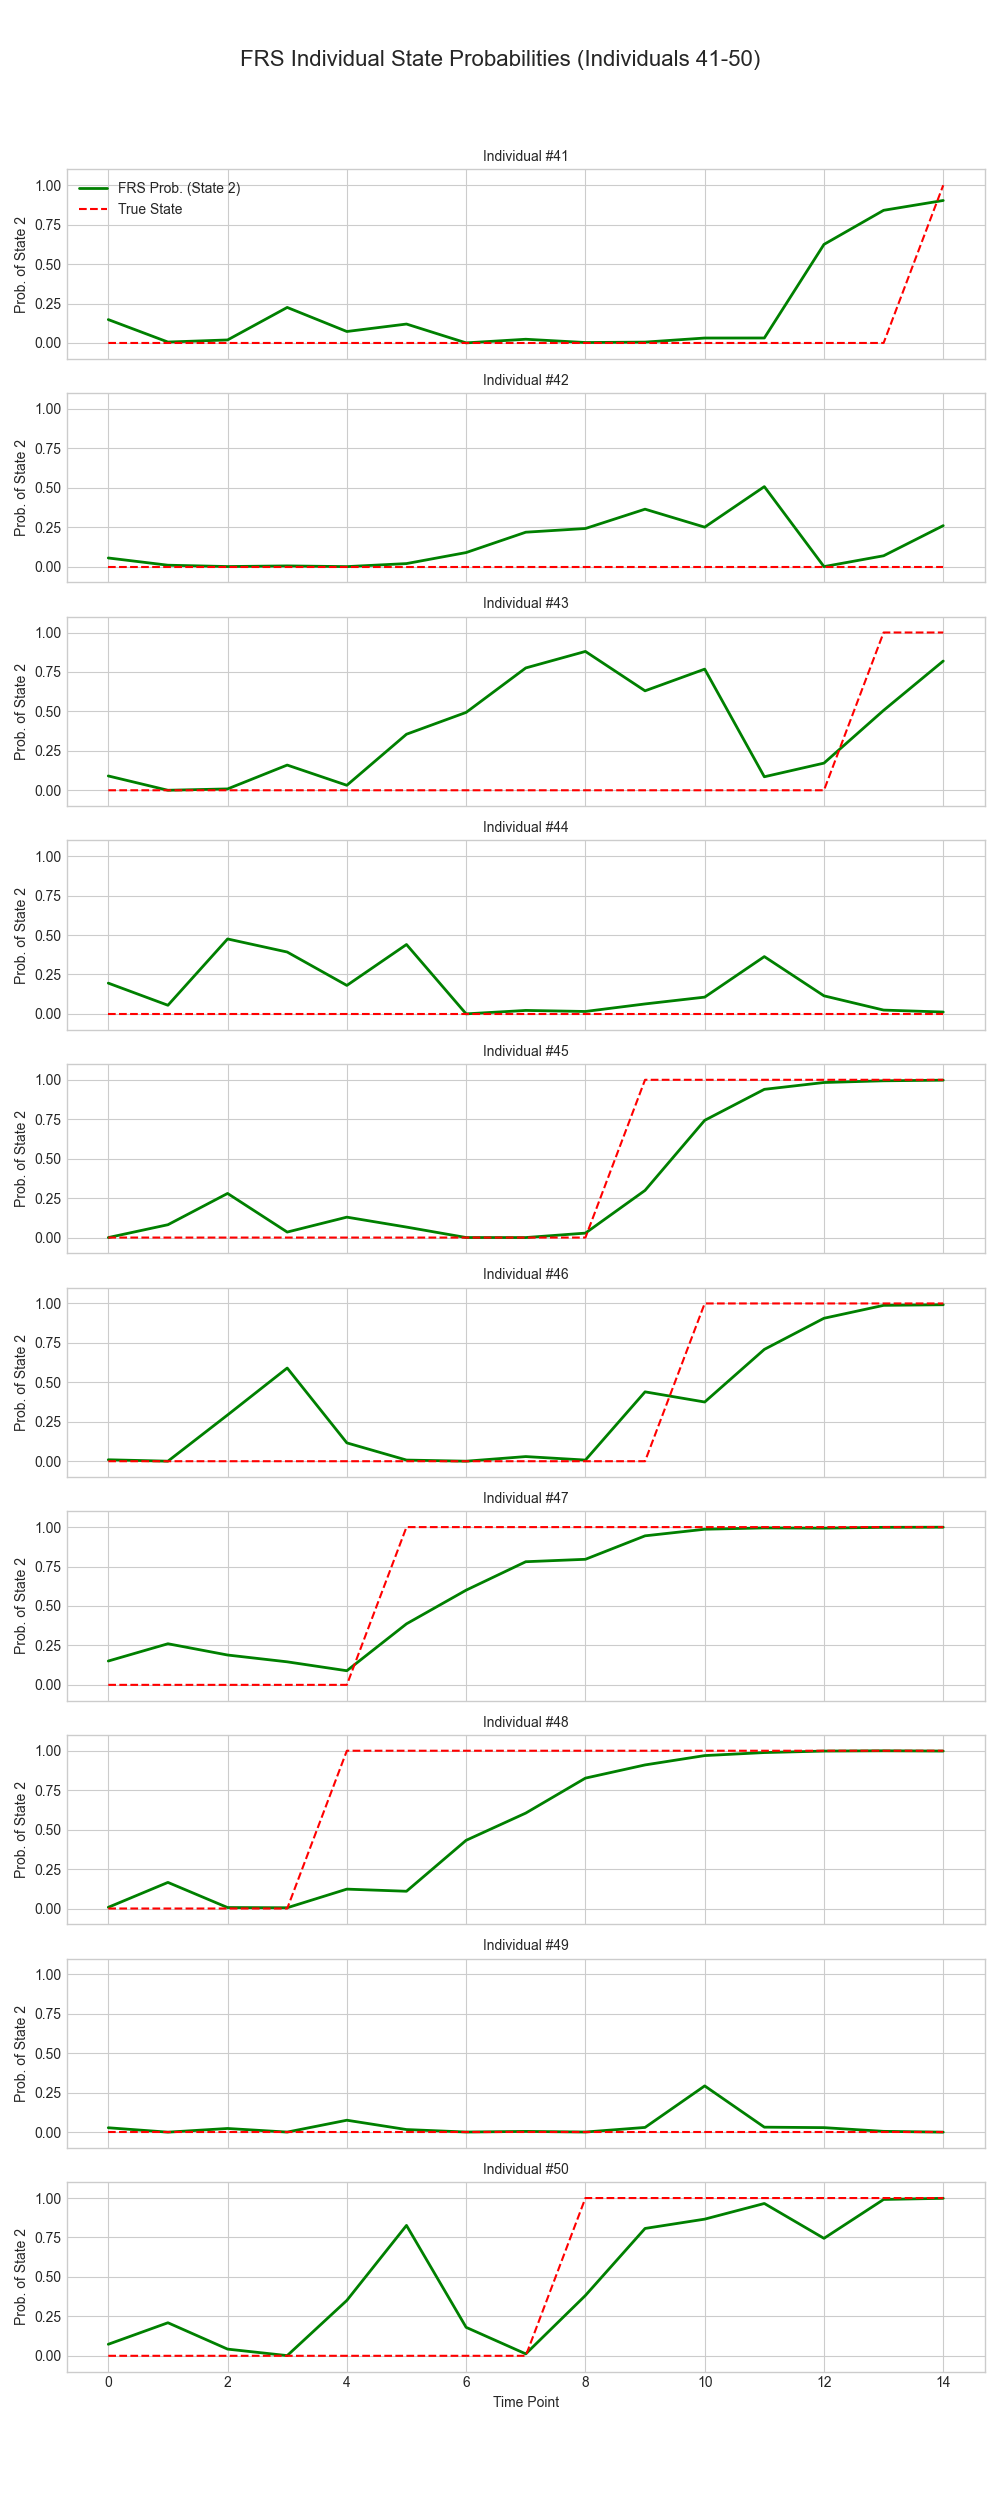 FRS Individual State Probabilities (Individuals 41-50)
Individual #41
FRS Prob. (State 2)
True State
Prob. of State 2
1.00
0.75
0.50
0.25
0.00
Individual #42
Prob. of State 2
1.00
0.75
0.50
0.25
0.00
Individual #43
Prob. of State 2
1.00
0.75
0.50
0.25
0.00
Individual #44
Prob. of State 2
1.00
0.75
0.50
0.25
0.00
Individual #45
Prob. of State 2
1.00
0.75
0.50
0.25
0.00
Individual #46
Prob. of State 2
1.00
0.75
0.50
0.25
0.00
Individual #47
Prob. of State 2
1.00
0.75
0.50
0.25
0.00
Individual #48
Prob. of State 2
1.00
0.75
0.50
0.25
0.00
Individual #49
Prob. of State 2
1.00
0.75
0.50
0.25
0.00
Individual #50
Prob. of State 2
1.00
0.75
0.50
0.25
0.00
0 2 4 6 8 10 12 14
Time Point